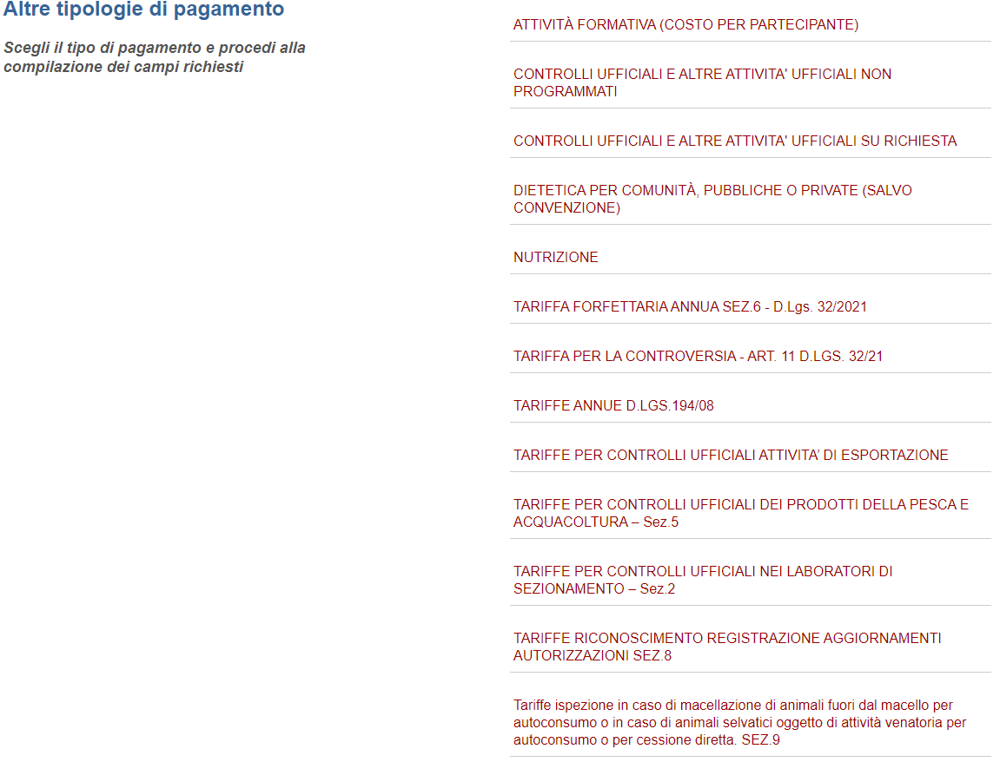 Altre tipologie di pagamento
Scegli il tipo di pagamento e procedi alla
compilazione dei campi richiesti
ATTIVITÀ FORMATIVA (COSTO PER PARTECIPANTE)
CONTROLLI UFFICIALI E ALTRE ATTIVITA' UFFICIALI NON
PROGRAMMATI
CONTROLLI UFFICIALI E ALTRE ATTIVITA' UFFICIALI SU RICHIESTA
DIETETICA PER COMUNITÀ, PUBBLICHE O PRIVATE (SALVO
CONVENZIONE)
NUTRIZIONE
TARIFFA FORFETTARIA ANNUA SEZ.6 - D.Lgs. 32/2021
TARIFFA PER LA CONTROVERSIA - ART. 11 D.LGS. 32/21
TARIFFE ANNUE D.LGS.194/08
TARIFFE PER CONTROLLI UFFICIALI ATTIVITA’ DI ESPORTAZIONE
TARIFFE PER CONTROLLI UFFICIALI DEI PRODOTTI DELLA PESCA E
ACQUACOLTURA – Sez.5
TARIFFE PER CONTROLLI UFFICIALI NEI LABORATORI DI
SEZIONAMENTO – Sez.2
TARIFFE RICONOSCIMENTO REGISTRAZIONE AGGIORNAMENTI
AUTORIZZAZIONI SEZ.8
Tariffe ispezione in caso di macellazione di animali fuori dal macello per
autoconsumo o in caso di animali selvatici oggetto di attività venatoria per
autoconsumo o per cessione diretta. SEZ.9